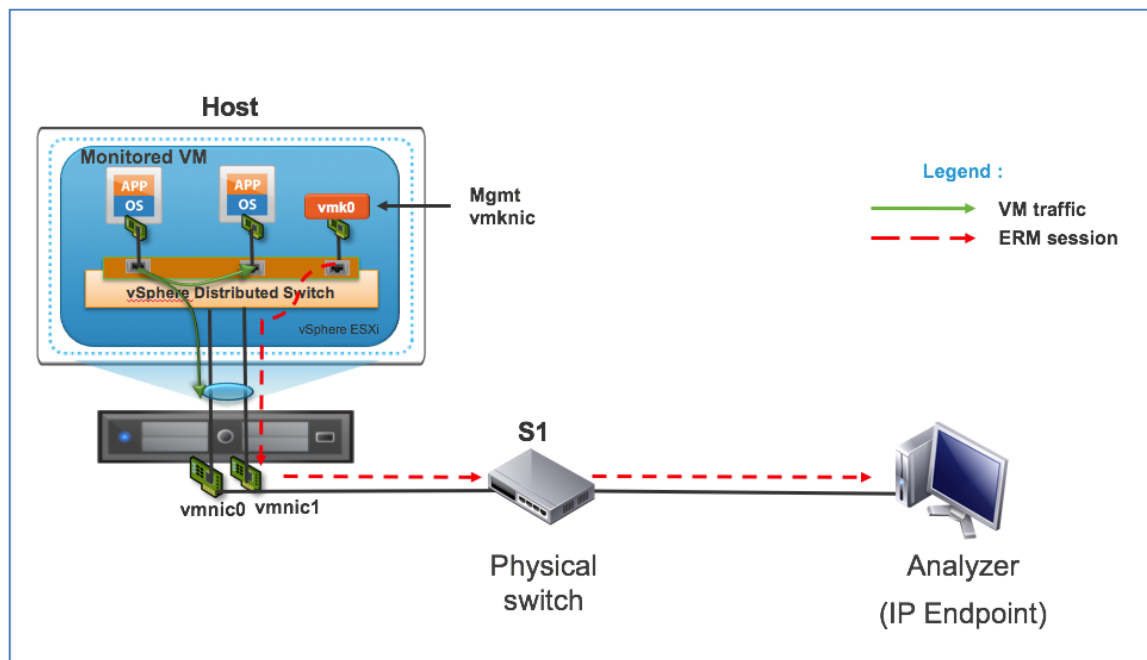 Host
Monitored VM
APP
OS
APP
OS
vmk0
Mgmt
vmknic
Legend :
VM traffic
ERM session
vSphere Distributed Switch
vSphere ESXi
S1
vmnic0
vmnic1
Physical
switch
Analyzer
(IP Endpoint)